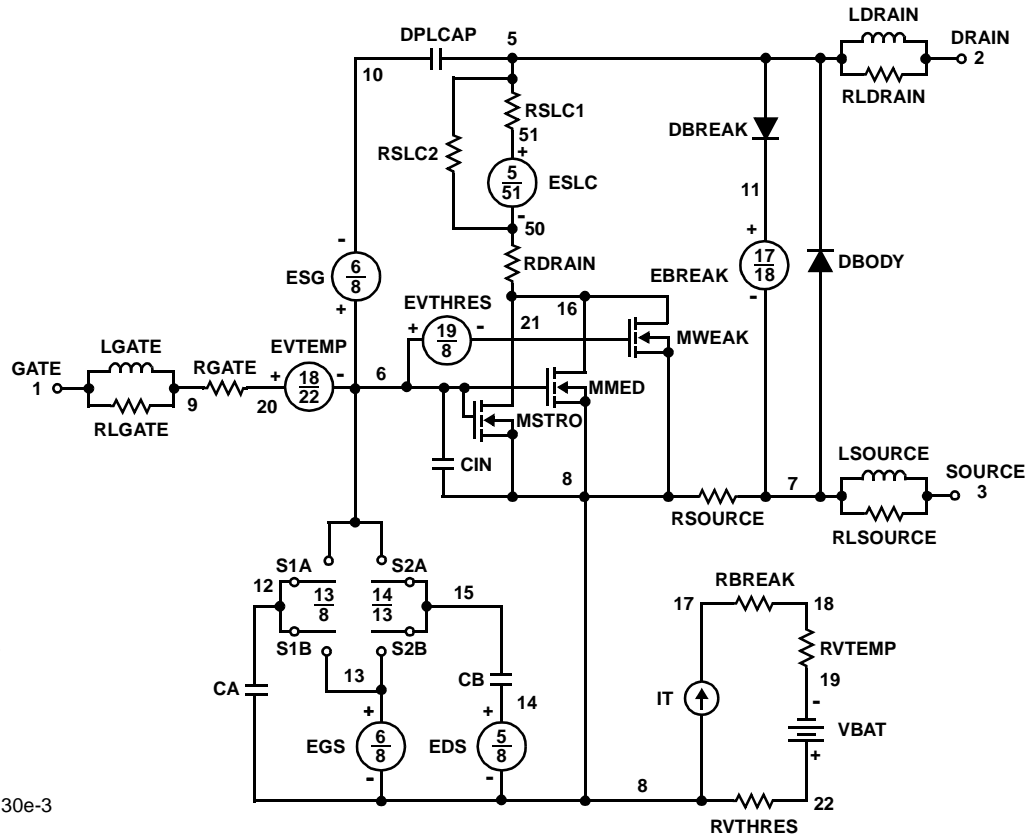 LDRAIN
DPLCAP 5 DRAIN
10 2
RSLC1 RLDRAIN
DBREAK
51
RSLC2 +
5
51 ESLC
11
-
50
- +
RDRAIN 17
18
6
8 EBREAK DBODY
ESG EVTHRES 16
+ + 19
8 - 21 -
MWEAK
LGATE EVTEMP
GATE RGATE 6
1 + 18
22 - MMED
9 20
MSTRO
RLGATE
LSOURCE
CIN SOURCE
8 7 3
RSOURCE
RLSOURCE
S1A S2A
12 RBREAK
13
8 14
13 15 17 18
S1B S2B RVTEMP
13 CB 19
CA
14 IT -
+ + VBAT
EGS 6
8 EDS 5
8 +
- - 8
22
30e-3
RVTHRES